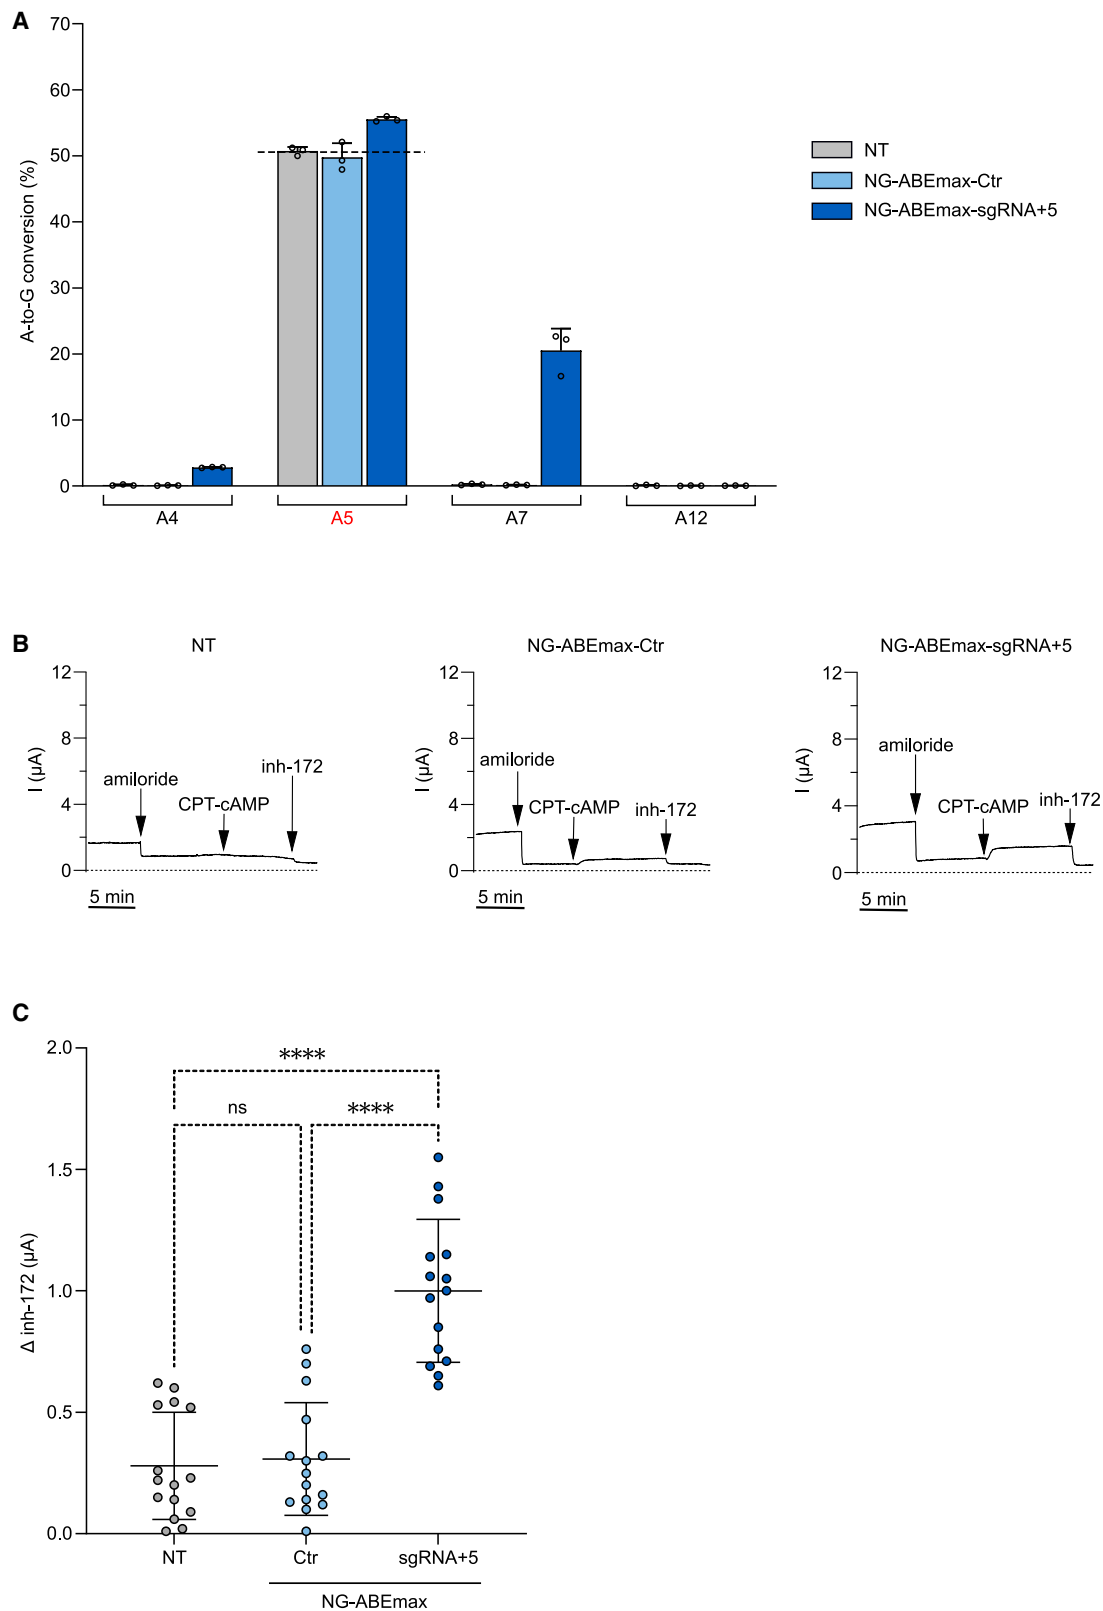 A
70
60
50
40
30
20
10
0
A-to-G conversion (%)
A4
A5
A7
A12
NT
NG-ABEmax-Ctr
NG-ABEmax-sgRNA+5
B
NT
12
8
4
0
I (µA)
amiloride
CPT-cAMP
inh-172
5 min
NG-ABEmax-Ctr
12
8
4
0
I (µA)
amiloride
CPT-cAMP
inh-172
5 min
NG-ABEmax-sgRNA+5
12
8
4
0
I (µA)
amiloride
CPT-cAMP
inh-172
5 min
C
2.0
1.5
1.0
0.5
0.0
Δ inh-172 (µA)
****
ns
****
NT
Ctr
sgRNA+5
NG-ABEmax